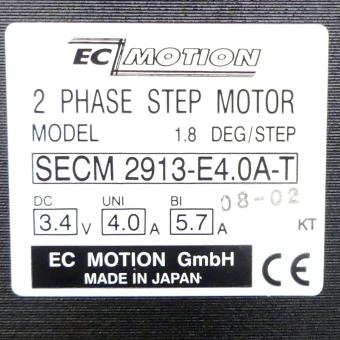 EC MOTION
2 PHASE STEP MOTOR
MODEL 1.8 DEG/STEP
SECM 2913-E4.0A-T
08-02
DC UNI BI
3.4 V 4.0 A 5.7 A KT
EC MOTION GmbH
MADE IN JAPAN
CE